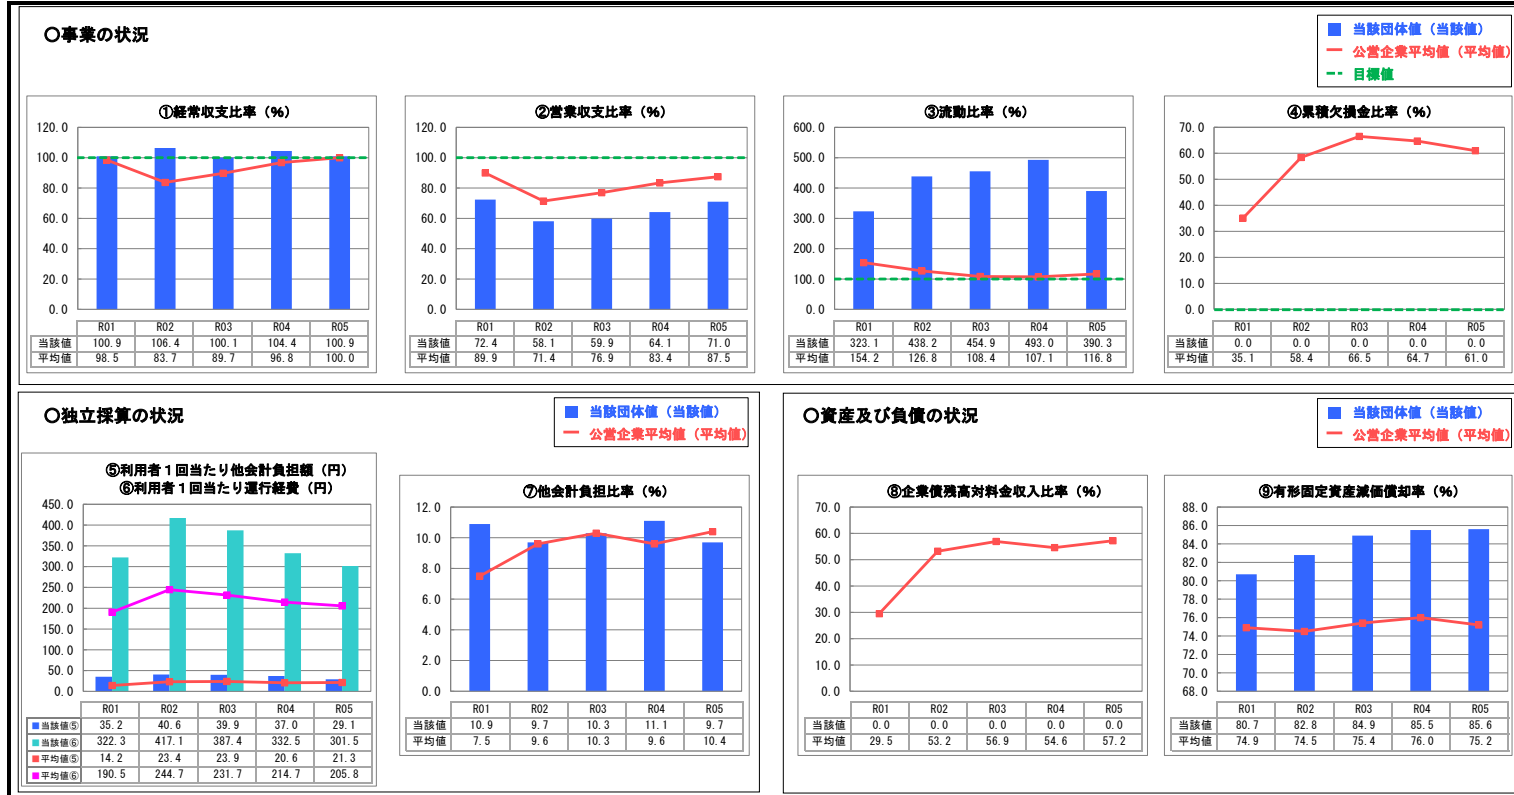 〇事業の状況
当該団体値（当該値）
公営企業平均値（平均値）
目標値
①経常収支比率（%）
120.0
100.0
80.0
60.0
40.0
20.0
0.0
R01 R02 R03 R04 R05
当該値 100.9 106.4 100.1 104.4 100.9
平均値 98.5 83.7 89.7 96.8 100.0
②営業収支比率（%）
120.0
100.0
80.0
60.0
40.0
20.0
0.0
R01 R02 R03 R04 R05
当該値 72.4 58.1 59.9 64.1 71.0
平均値 89.9 71.4 76.9 83.4 87.5
③流動比率（%）
600.0
500.0
400.0
300.0
200.0
100.0
0.0
R01 R02 R03 R04 R05
当該値 323.1 438.2 454.9 493.0 390.3
平均値 154.2 126.8 108.4 107.1 116.8
④累積欠損金比率（%）
70.0
60.0
50.0
40.0
30.0
20.0
10.0
0.0
R01 R02 R03 R04 R05
当該値 0.0 0.0 0.0 0.0 0.0
平均値 35.1 58.4 66.5 64.7 61.0
〇独立採算の状況
当該団体値（当該値）
公営企業平均値（平均値）
⑤利用者１回当たり他会計負担額（円）
⑥利用者１回当たり運行経費（円）
450.0
400.0
350.0
300.0
250.0
200.0
150.0
100.0
50.0
0.0
R01 R02 R03 R04 R05
当該値⑤ 35.2 40.6 39.9 37.0 29.1
当該値⑥ 322.3 417.1 387.4 332.5 301.5
平均値⑤ 14.2 23.4 23.9 20.6 21.3
平均値⑥ 190.5 244.7 231.7 214.7 205.8
⑦他会計負担比率（%）
12.0
10.0
8.0
6.0
4.0
2.0
0.0
R01 R02 R03 R04 R05
当該値 10.9 9.7 10.3 11.1 9.7
平均値 7.5 9.6 10.3 9.6 10.4
〇資産及び負債の状況
当該団体値（当該値）
公営企業平均値（平均値）
⑧企業債残高対料金収入比率（%）
70.0
60.0
50.0
40.0
30.0
20.0
10.0
0.0
R01 R02 R03 R04 R05
当該値 0.0 0.0 0.0 0.0 0.0
平均値 29.5 53.2 56.9 54.6 57.2
⑨有形固定資産減価償却率（%）
88.0
86.0
84.0
82.0
80.0
78.0
76.0
74.0
72.0
70.0
68.0
R01 R02 R03 R04 R05
当該値 80.7 82.8 84.9 85.5 85.6
平均値 74.9 74.5 75.4 76.0 75.2